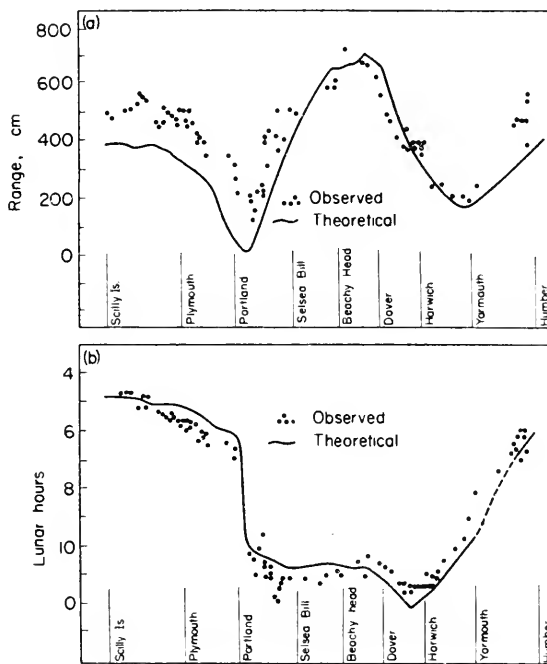 (a)
800
600
400
200
0
Range, cm
Observed
Theoretical
Scilly Is.
Plymouth
Portland
Selsea Bill
Beachy Head
Dover
Harwich
Yarmouth
Humber
(b)
4
6
8
10
0
Lunar hours
Observed
Theoretical
Scilly Is
Plymouth
Portland
Selsea Bill
Beachy head
Dover
Harwich
Yarmouth
Humber